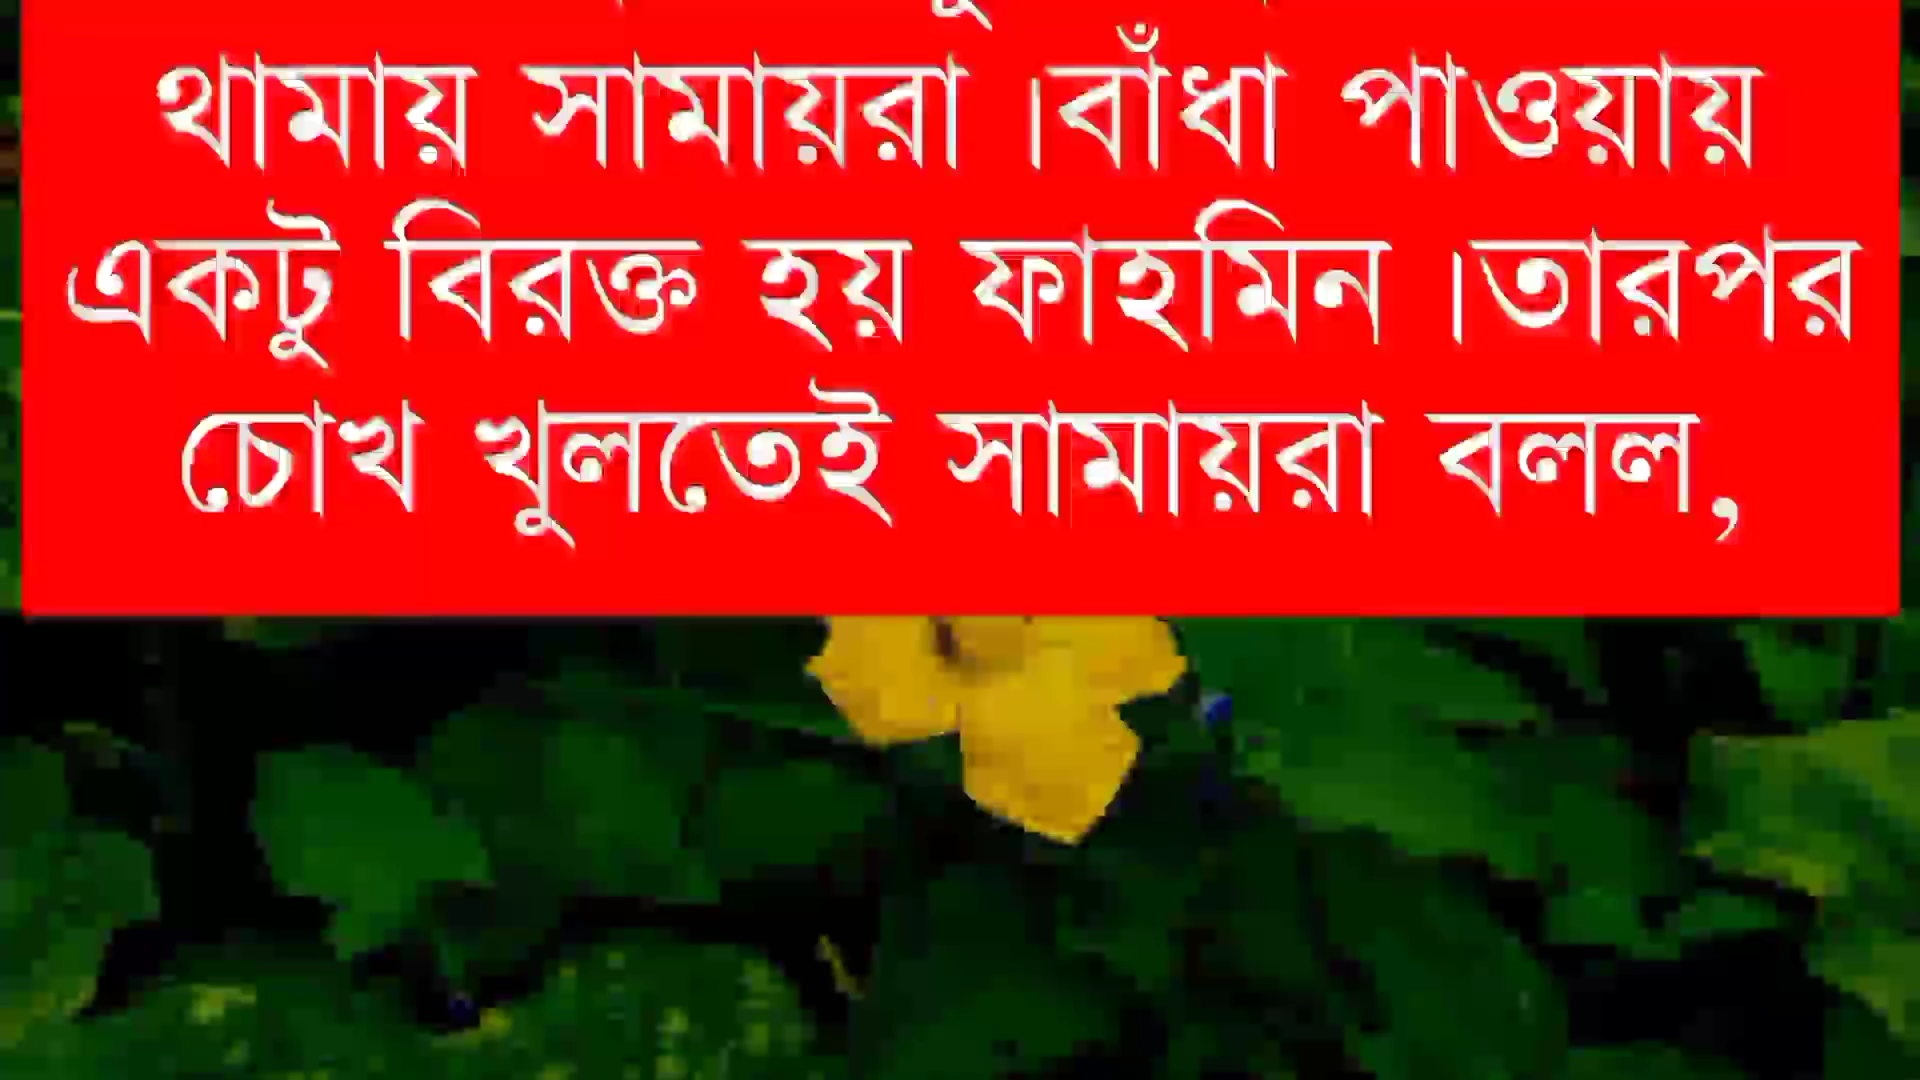 থামায় সামায়রা ।বাঁধা পাওয়ায়
একটু বিরক্ত হয় ফাহমিন ।তারপর
চোখ খুলতেই সামায়রা বলল,